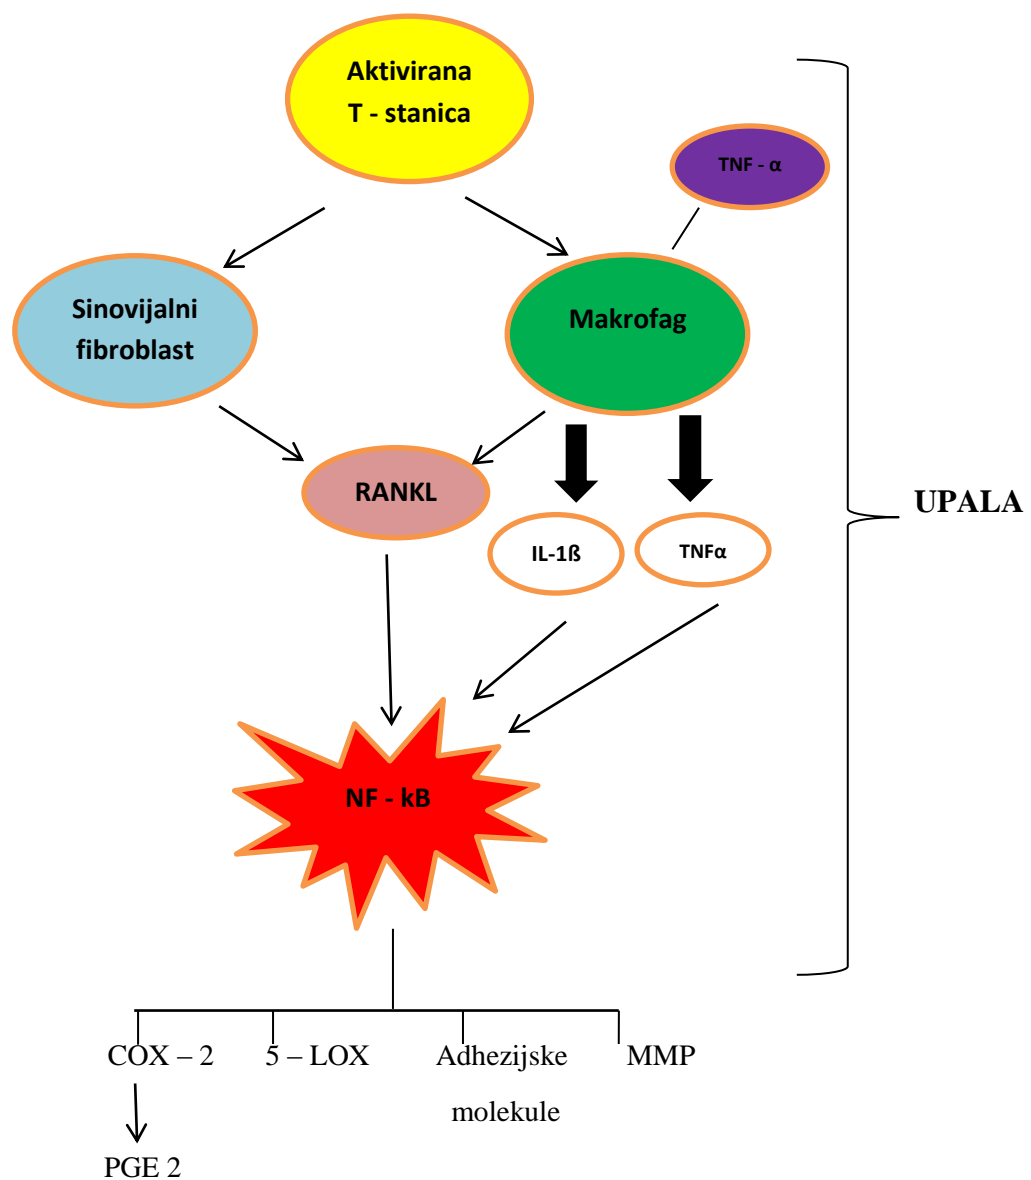 Aktivirana
T - stanica
TNF - α
Sinovijalni
fibroblast
Makrofag
RANKL
IL-1ß
TNFα
UPALA
NF - kB
COX – 2
5 – LOX
Adhezijske
molekule
MMP
PGE 2